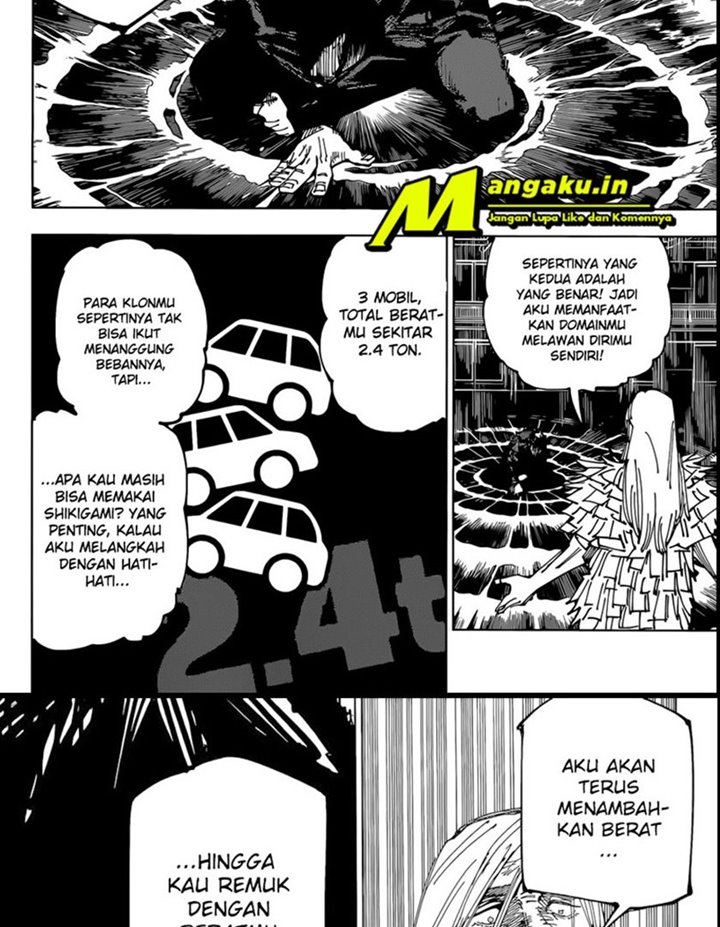 Mangaku.in
Jangan Lupa Like dan Komennya
SEPERTINYA YANG
KEDUA ADALAH
YANG BENAR! JADI
AKU MEMANFAAT-
KAN DOMAINMU
MELAWAN DIRIMU
SENDIRI!
3 MOBIL,
TOTAL BERAT-
MU SEKITAR
2.4 TON.
PARA KLONMU
SEPERTINYA TAK
BISA IKUT
MENANGGUNG
BEBANNYA,
TAPI...
...APA KAU MASIH
BISA MEMAKAI
SHIKIGAMI? YANG
PENTING, KALAU
AKU MELANGKAH
DENGAN HATI-
HATI...
2.4t
AKU AKAN
TERUS
MENAMBAH-
KAN BERAT
...
...HINGGA
KAU REMUK
DENGAN